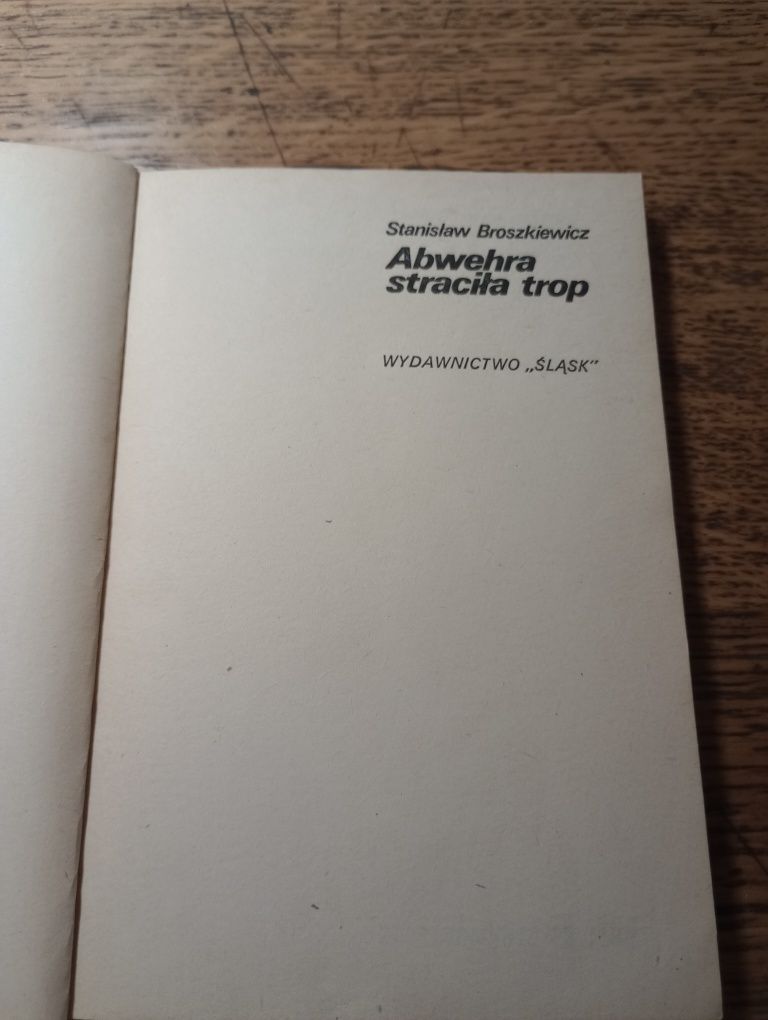 Stanisław Broszkiewicz
Abwehra
straciła trop
WYDAWNICTWO „ŚLĄSK”